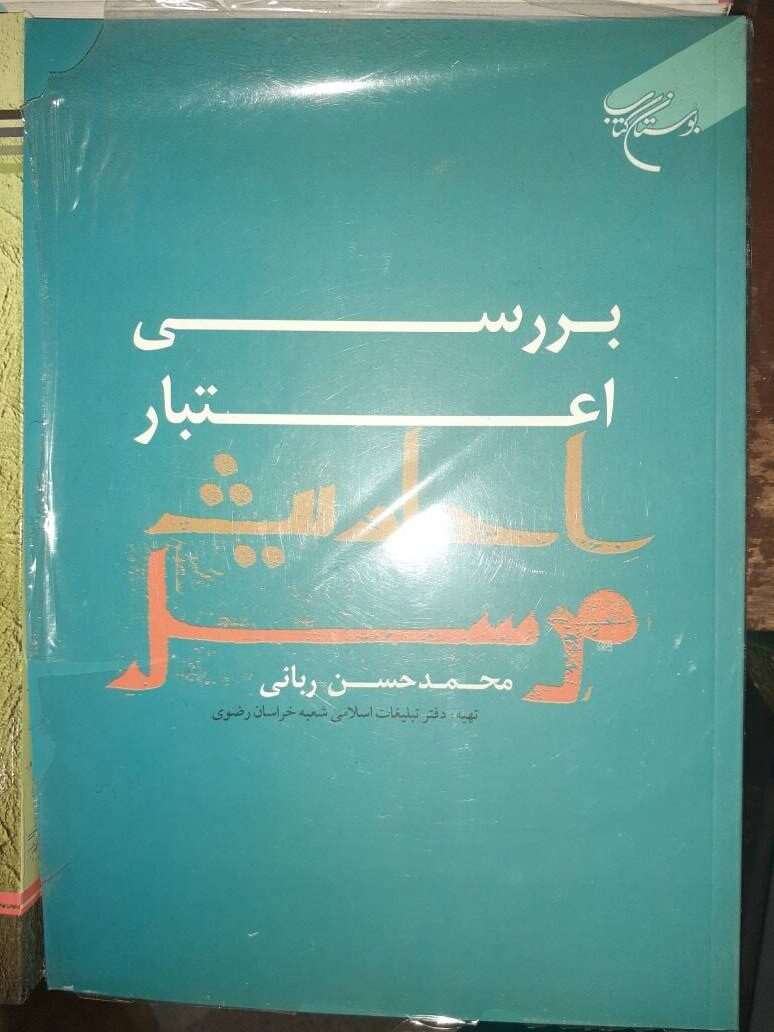 بوستان کتاب
بررسی
اعتبار
احادیث
مرسل
محمدحسن ربانی
تهیه: دفتر تبلیغات اسلامی شعبه خراسان رضوی